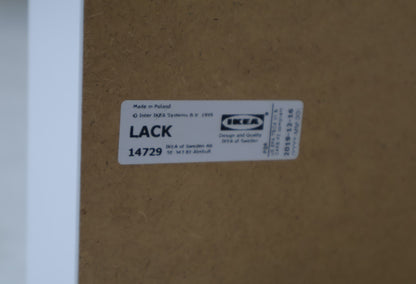 Made in Poland
© Inter IKEA Systems B.V. 1995
LACK
14729
IKEA of Sweden AB
SE-343 81 Älmhult
IKEA
Design and Quality
IKEA of Sweden
2018-12-16